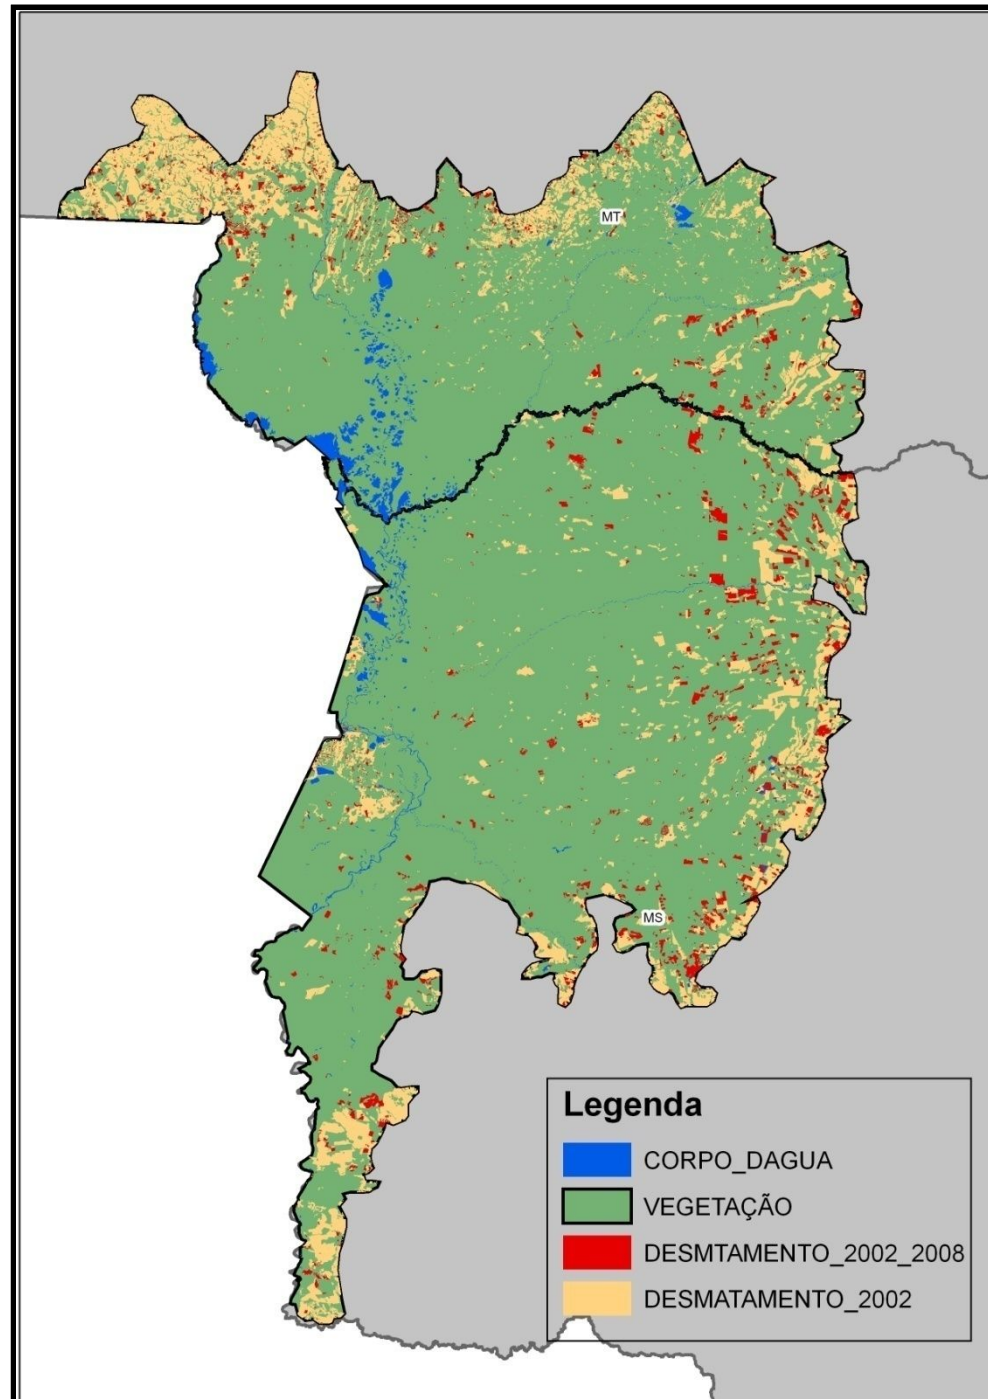 MT
MS
Legenda
CORPO_DAGUA
VEGETAÇÃO
DESMTAMENTO_2002_2008
DESMATAMENTO_2002